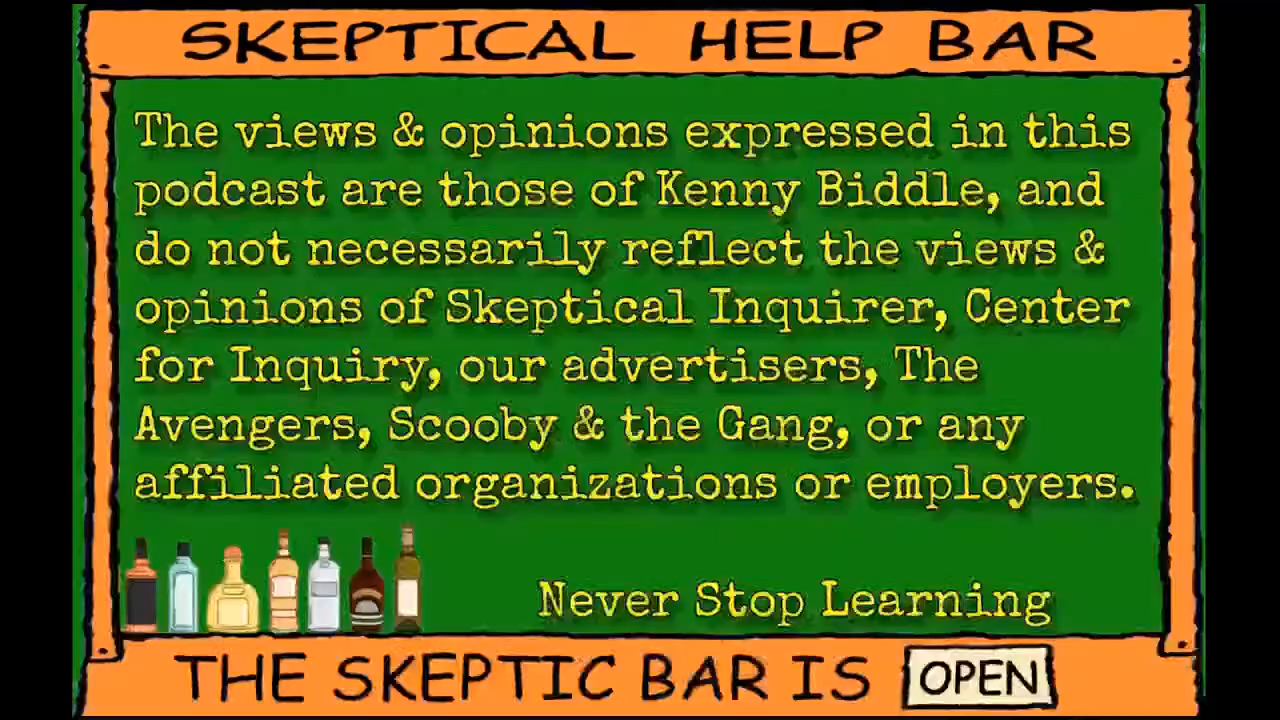 SKEPTICAL HELP BAR
The views & opinions expressed in this
podcast are those of Kenny Biddle, and
do not necessarily reflect the views &
opinions of Skeptical Inquirer, Center
for Inquiry, our advertisers, The
Avengers, Scooby & the Gang, or any
affiliated organizations or employers.
Never Stop Learning
THE SKEPTIC BAR IS OPEN